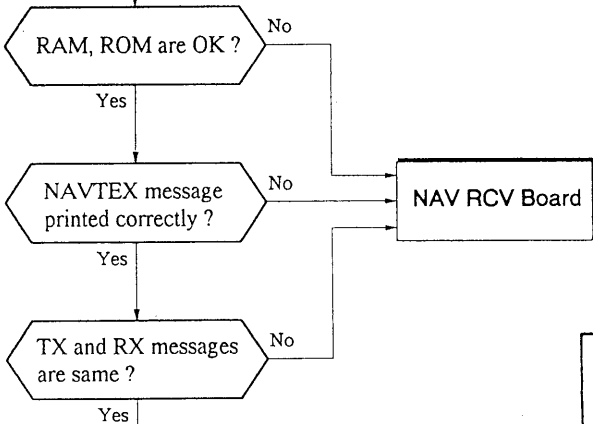 RAM, ROM are OK ?
No
Yes
NAVTEX message
printed correctly ?
No
NAV RCV Board
Yes
TX and RX messages
are same ?
No
Yes